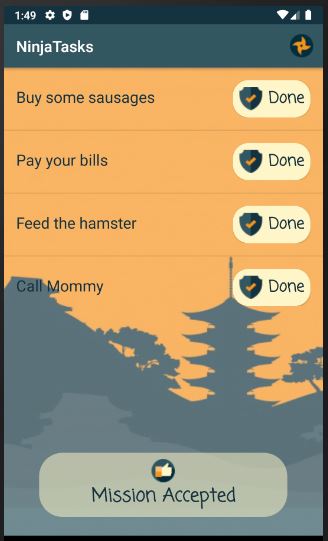 1:49
NinjaTasks
Buy some sausages Done
Pay your bills Done
Feed the hamster Done
Call Mommy Done
Mission Accepted